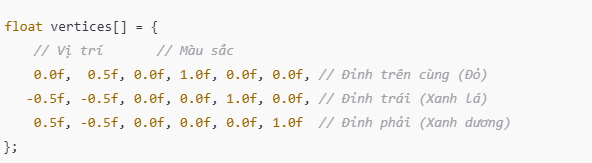 float vertices[] = {
// Vị trí // Màu sắc
0.0f, 0.5f, 0.0f, 1.0f, 0.0f, 0.0f, // Đỉnh trên cùng (Đỏ)
-0.5f, -0.5f, 0.0f, 0.0f, 1.0f, 0.0f, // Đỉnh trái (Xanh lá)
0.5f, -0.5f, 0.0f, 0.0f, 0.0f, 1.0f // Đỉnh phải (Xanh dương)
};